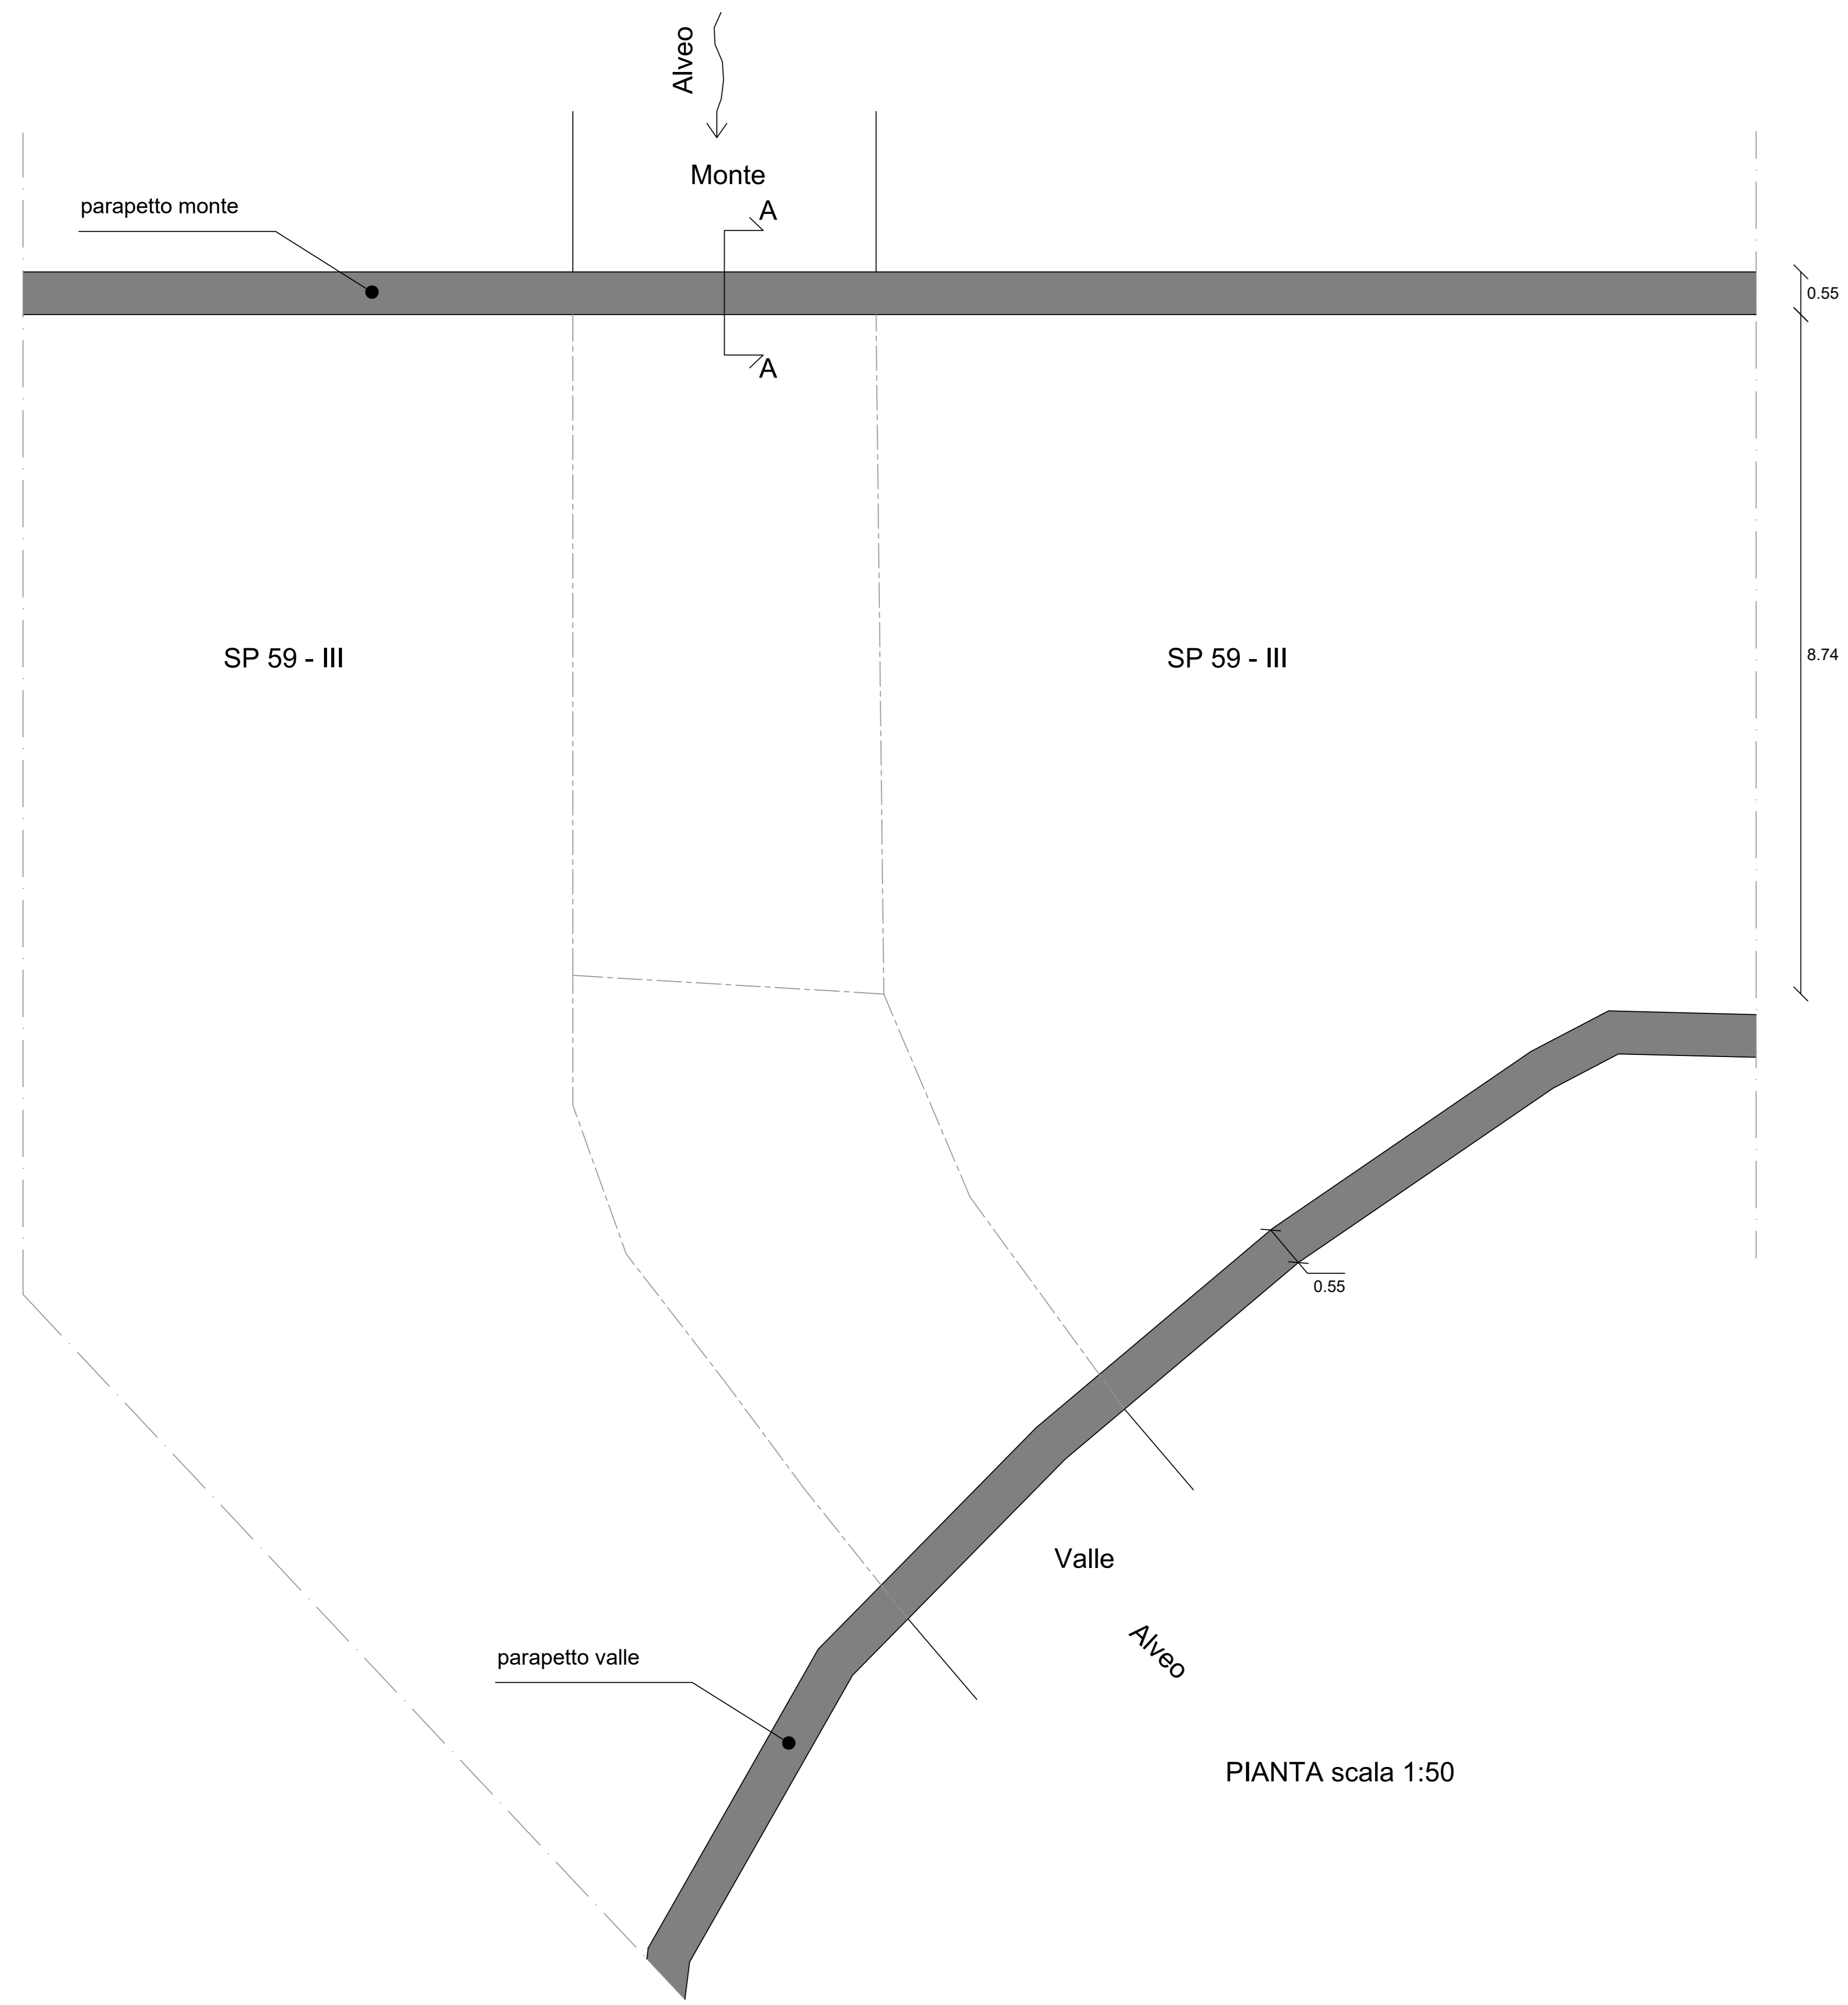 Alveo
Monte
A
parapetto monte
0.55
A
SP 59 - III
SP 59 - III
8.74
0.55
Valle
Alveo
parapetto valle
PIANTA scala 1:50